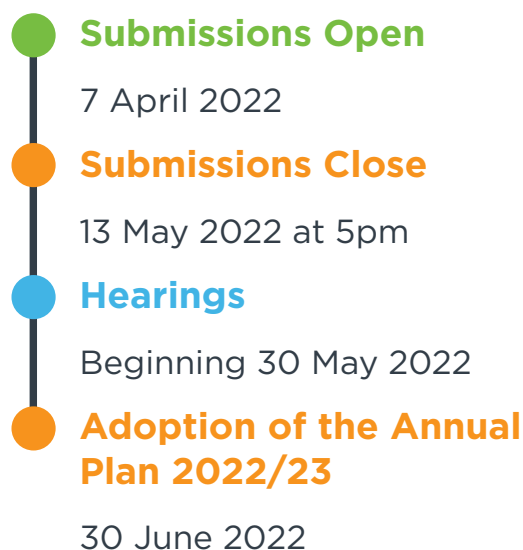 Submissions Open
7 April 2022
Submissions Close
13 May 2022 at 5pm
Hearings
Beginning 30 May 2022
Adoption of the Annual
Plan 2022/23
30 June 2022